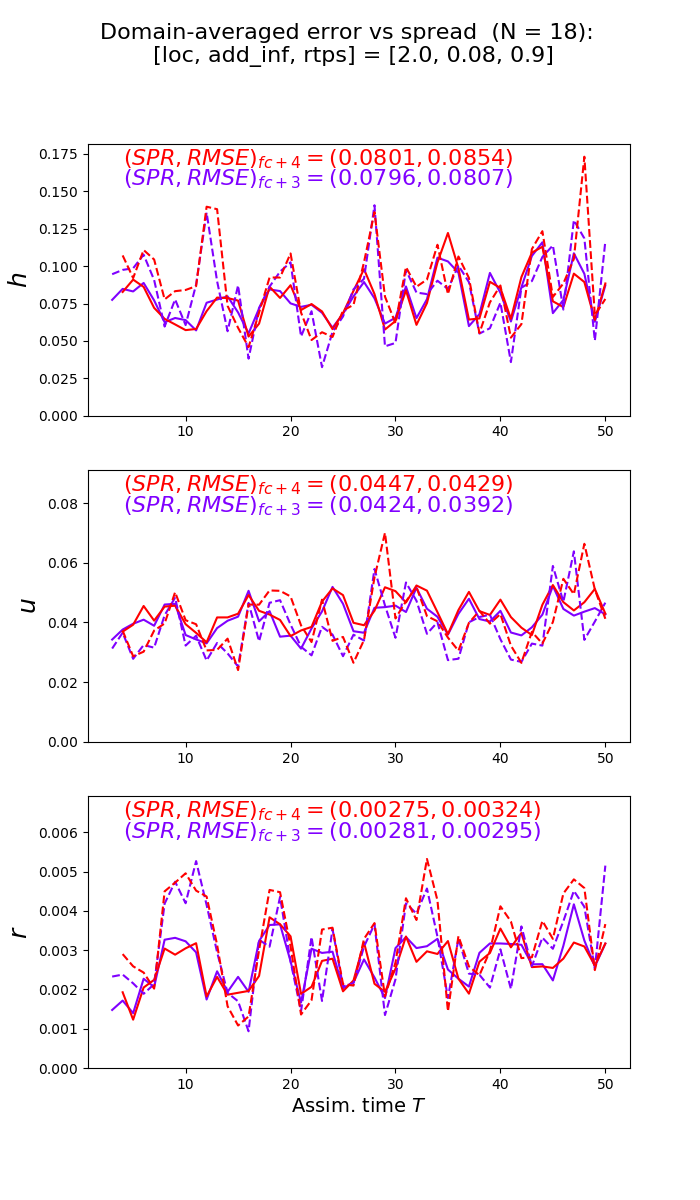 Domain-averaged error vs spread (N = 18):
[loc, add_inf, rtps] = [2.0, 0.08, 0.9]
(SPR, RMSE)fc+4 = (0.0801, 0.0854)
(SPR, RMSE)fc+3 = (0.0796, 0.0807)
0.175
0.150
0.125
0.100
0.075
0.050
0.025
0.000
h
10 20 30 40 50
(SPR, RMSE)fc+4 = (0.0447, 0.0429)
(SPR, RMSE)fc+3 = (0.0424, 0.0392)
0.08
0.06
0.04
0.02
0.00
u
10 20 30 40 50
(SPR, RMSE)fc+4 = (0.00275, 0.00324)
(SPR, RMSE)fc+3 = (0.00281, 0.00295)
0.006
0.005
0.004
0.003
0.002
0.001
0.000
r
10 20 30 40 50
Assim. time T